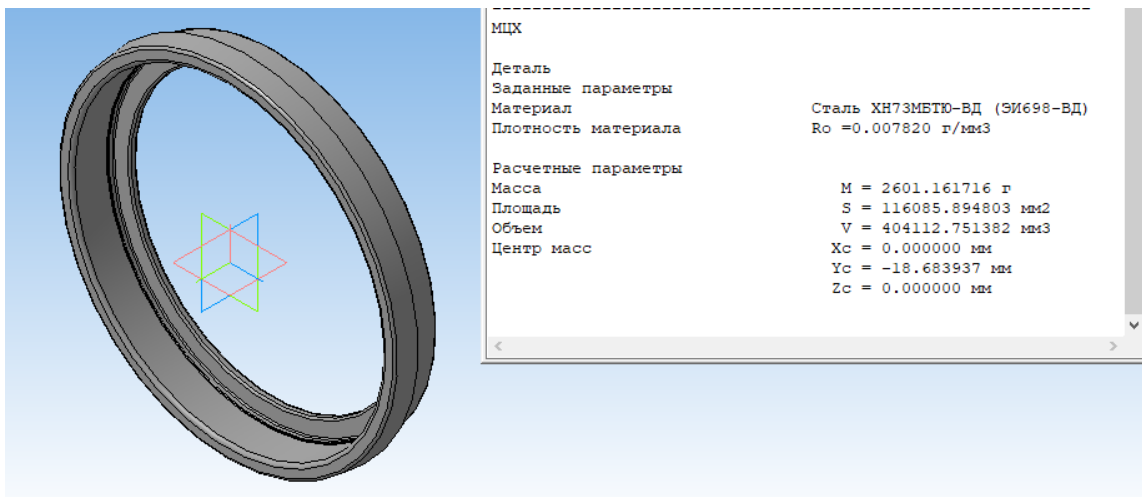 МЦХ
Деталь
Заданные параметры
Материал Сталь ХН73МБТЮ-ВД (ЭИ698-ВД)
Плотность материала Ro =0.007820 г/мм3
Расчетные параметры
Масса M = 2601.161716 г
Площадь S = 116085.894803 мм2
Объем V = 404112.751382 мм3
Центр масс Xc = 0.000000 мм
Yc = -18.683937 мм
Zc = 0.000000 мм